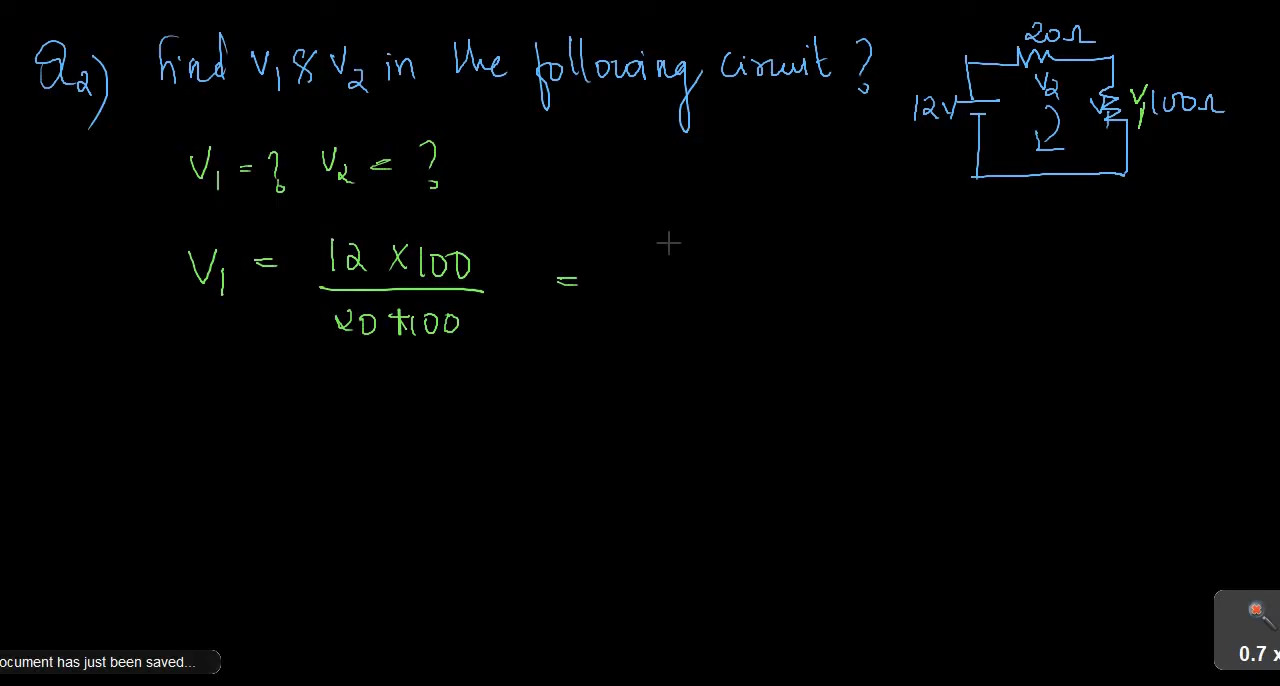 Q2) Find V1 & V2 in the following circuit ?
20Ω
V2
12V
V1 100Ω
V1 = ? V2 = ?
V1 = 12 × 100 =
20 + 100
ocument has just been saved...
0.7 x